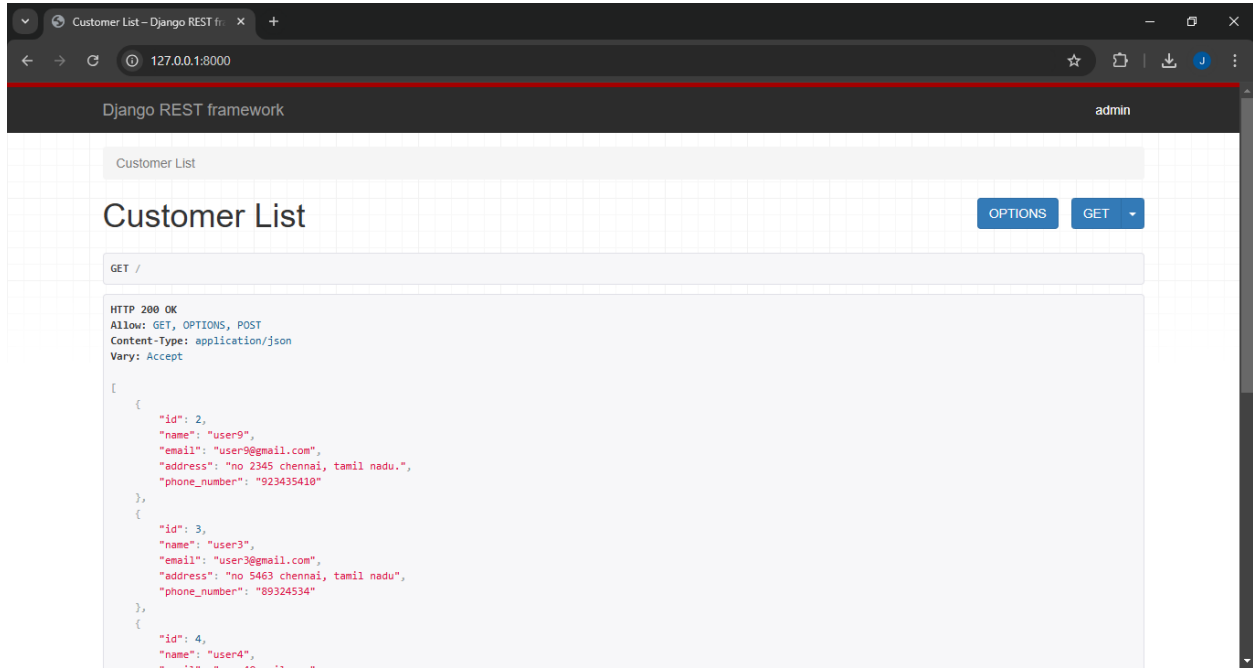 Customer List – Django REST fr
127.0.0.1:8000
J
Django REST framework
admin
Customer List
Customer List
OPTIONS
GET
GET /
HTTP 200 OK
Allow: GET, OPTIONS, POST
Content-Type: application/json
Vary: Accept
[
{
"id": 2,
"name": "user9",
"email": "user9@gmail.com",
"address": "no 2345 chennai, tamil nadu.",
"phone_number": "923435410"
},
{
"id": 3,
"name": "user3",
"email": "user3@gmail.com",
"address": "no 5463 chennai, tamil nadu",
"phone_number": "89324534"
},
{
"id": 4,
"name": "user4",